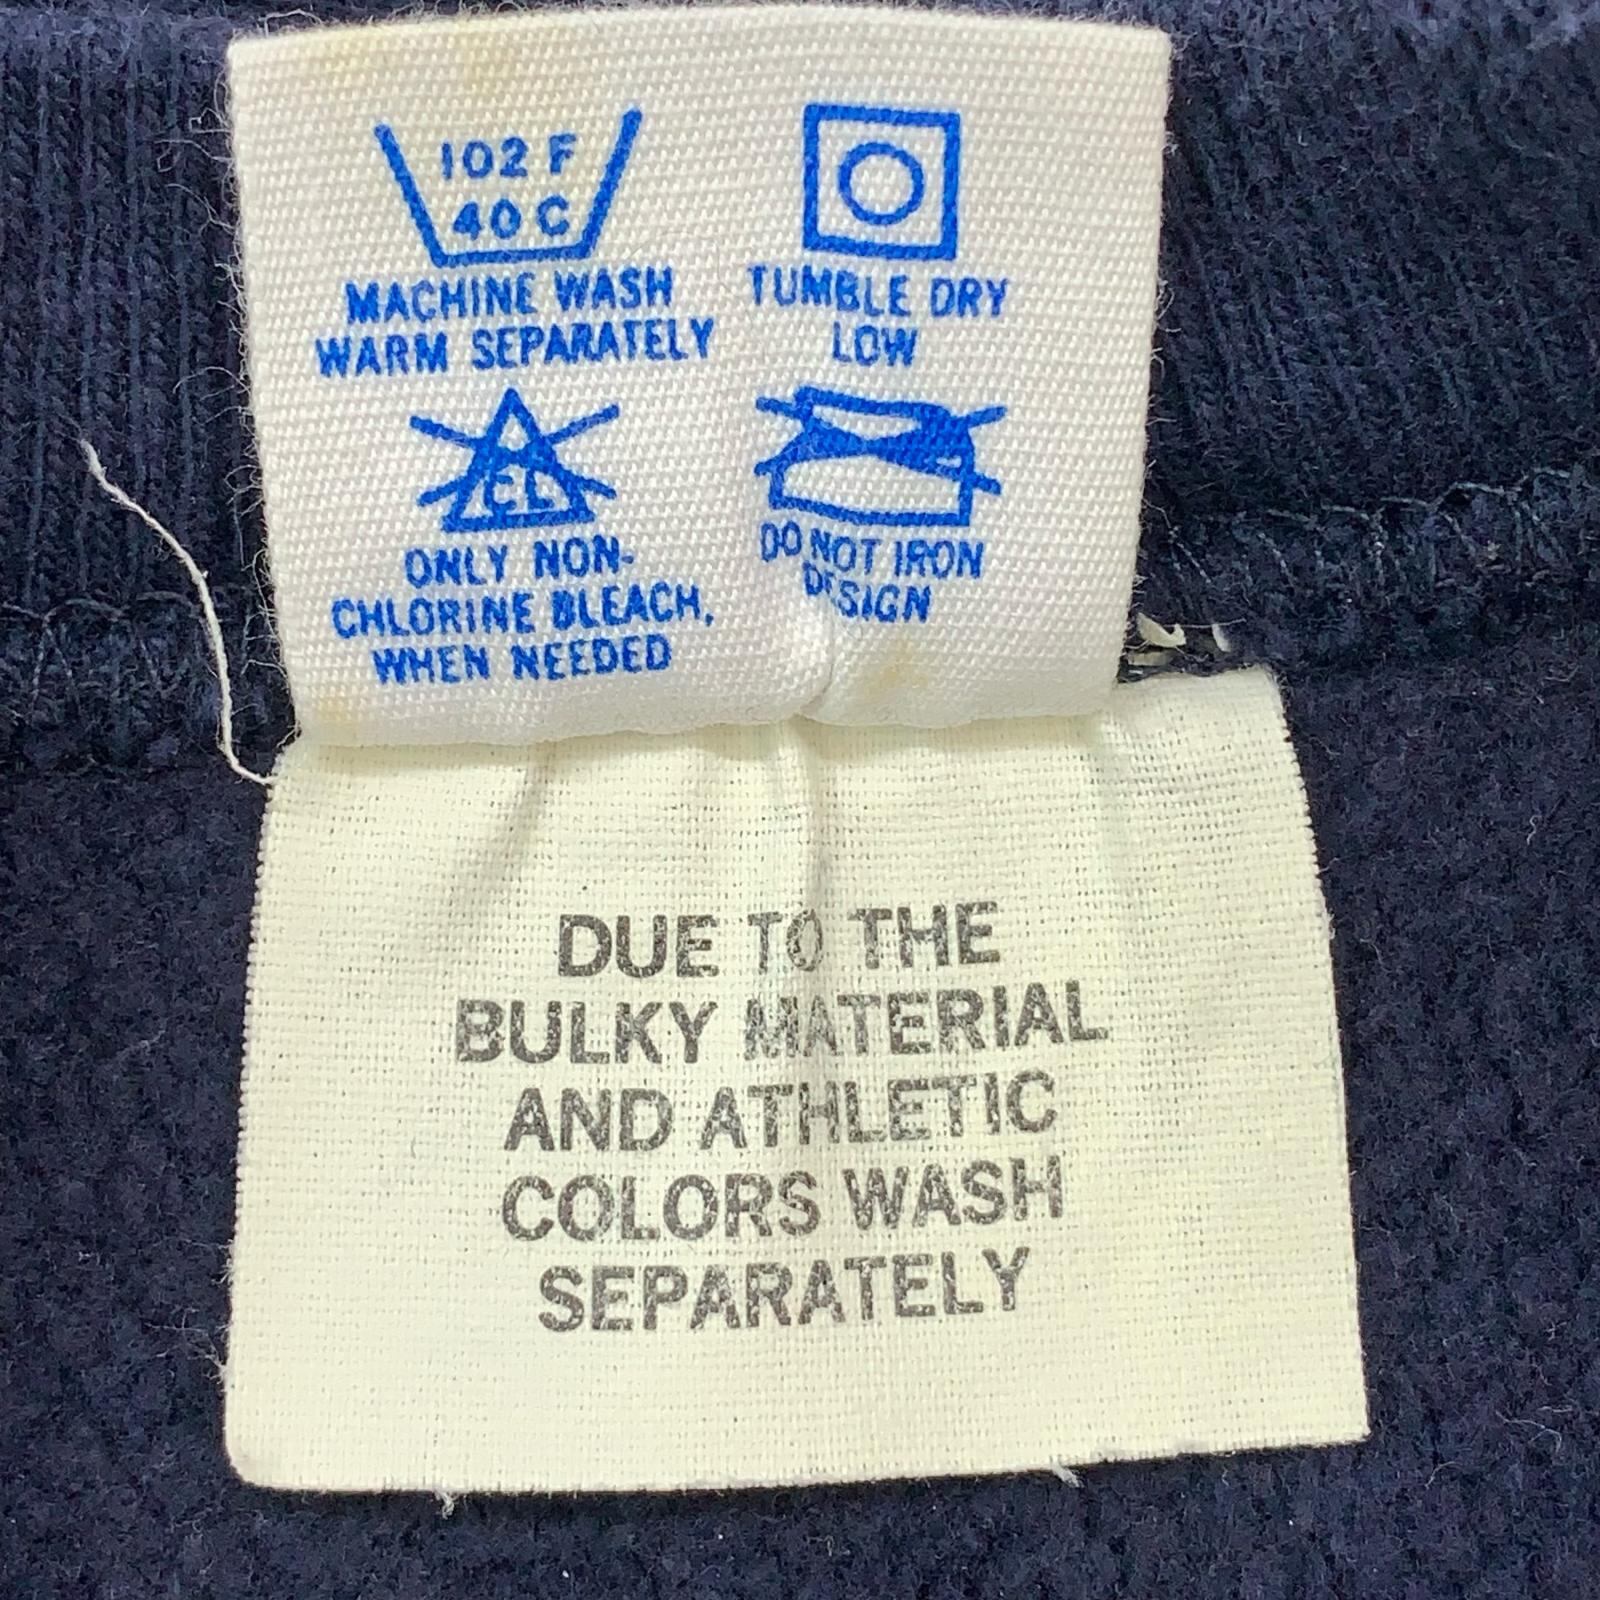 102 F
40 C
MACHINE WASH
WARM SEPARATELY
TUMBLE DRY
LOW
CL
ONLY NON-
CHLORINE BLEACH,
WHEN NEEDED
DO NOT IRON
DESIGN
DUE TO THE
BULKY MATERIAL
AND ATHLETIC
COLORS WASH
SEPARATELY